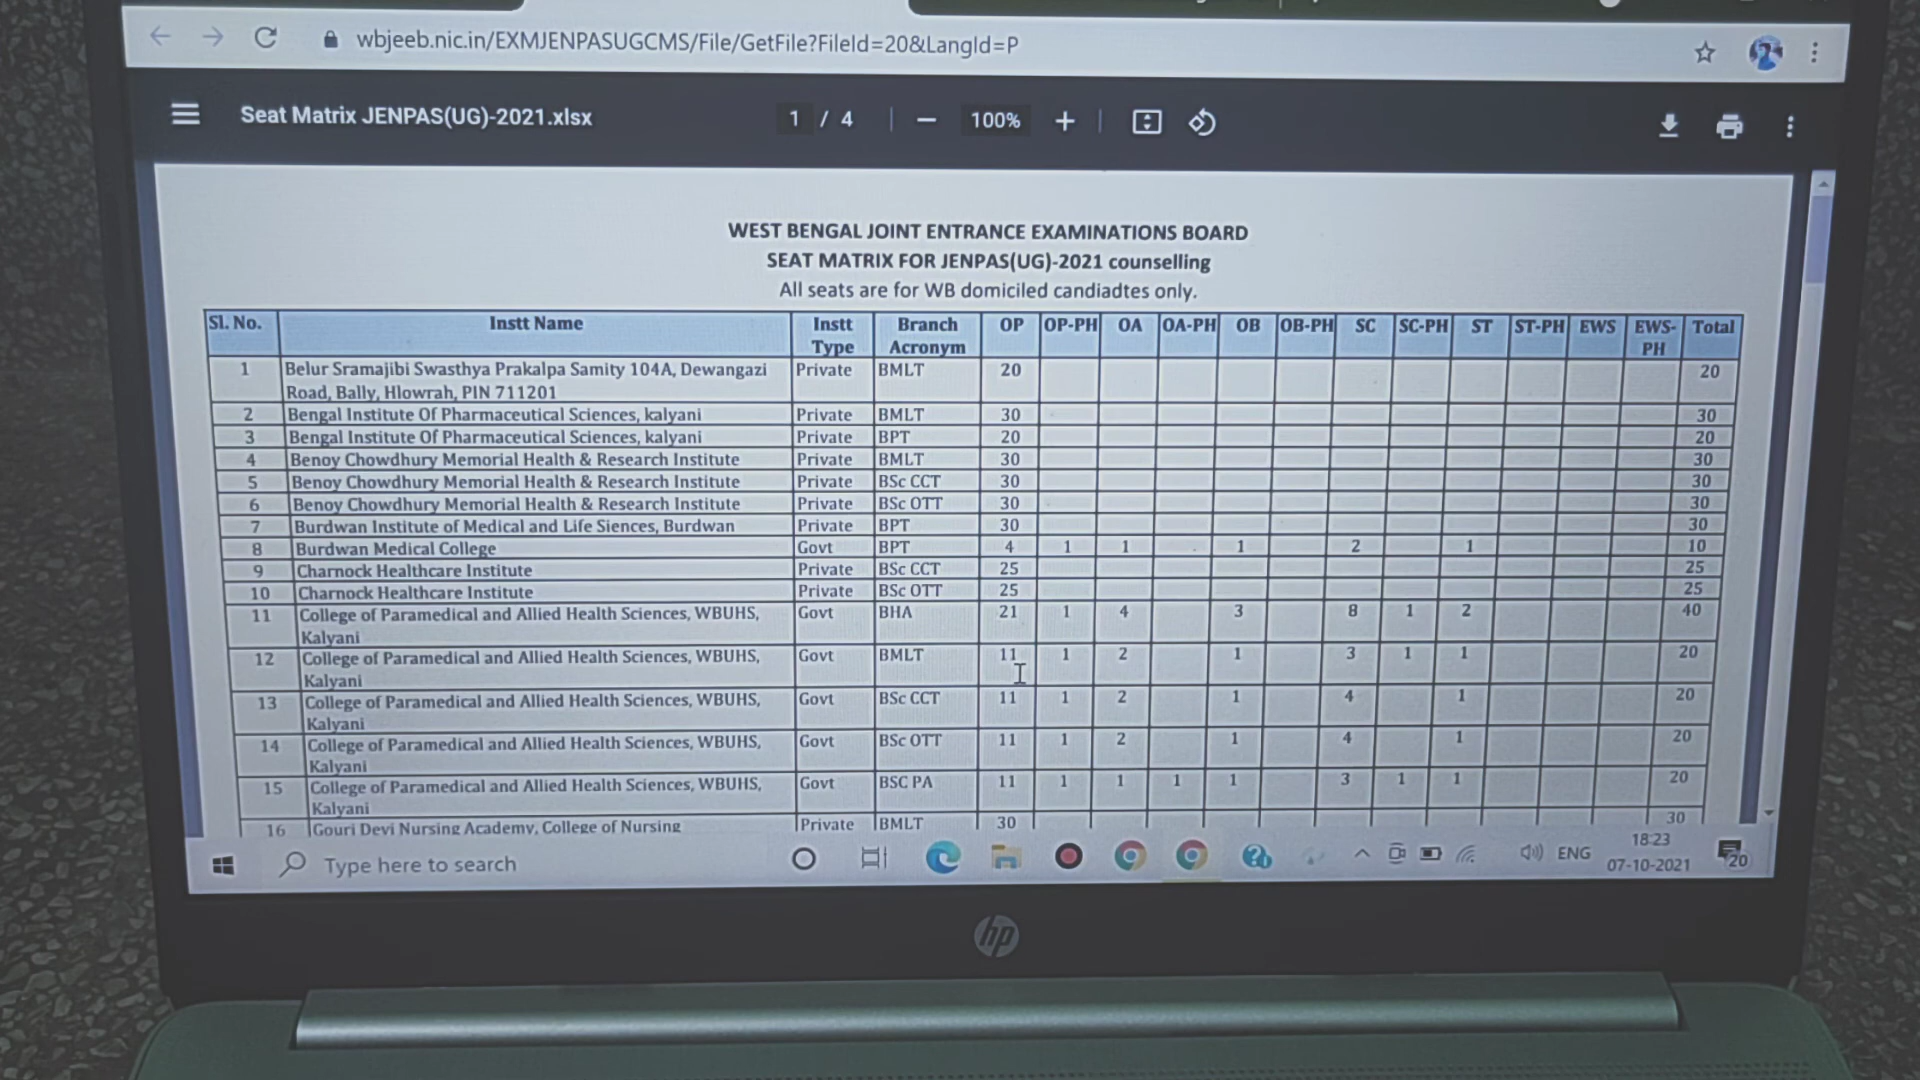 wbjeeb.nic.in/EXMJENPASUGCMS/File/GetFile?FileId=20&LangId=P
Seat Matrix JENPAS(UG)-2021.xlsx 1 / 4 100%
WEST BENGAL JOINT ENTRANCE EXAMINATIONS BOARD
SEAT MATRIX FOR JENPAS(UG)-2021 counselling
All seats are for WB domiciled candiadtes only.
Sl. No. Instt Name Instt Type Branch Acronym OP OP-PH OA OA-PH OB OB-PH SC SC-PH ST ST-PH EWS EWS-PH Total
1 Belur Sramajibi Swasthya Prakalpa Samity 104A, Dewangazi Private BMLT 20 20
Road, Bally, Hlowrah, PIN 711201
2 Bengal Institute Of Pharmaceutical Sciences, kalyani Private BMLT 30 30
3 Bengal Institute Of Pharmaceutical Sciences, kalyani Private BPT 20 20
4 Benoy Chowdhury Memorial Health & Research Institute Private BMLT 30 30
5 Benoy Chowdhury Memorial Health & Research Institute Private BSc CCT 30 30
6 Benoy Chowdhury Memorial Health & Research Institute Private BSc OTT 30 30
7 Burdwan Institute of Medical and Life Siences, Burdwan Private BPT 30 30
8 Burdwan Medical College Govt BPT 4 1 1 1 2 1 10
9 Charnock Healthcare Institute Private BSc CCT 25 25
10 Charnock Healthcare Institute Private BSc OTT 25 25
11 College of Paramedical and Allied Health Sciences, WBUHS, Govt BHA 21 1 4 3 8 1 2 40
Kalyani
12 College of Paramedical and Allied Health Sciences, WBUHS, Govt BMLT 11 1 2 1 3 1 1 20
Kalyani
13 College of Paramedical and Allied Health Sciences, WBUHS, Govt BSc CCT 11 1 2 1 4 1 20
Kalyani
14 College of Paramedical and Allied Health Sciences, WBUHS, Govt BSc OTT 11 1 2 1 4 1 20
Kalyani
15 College of Paramedical and Allied Health Sciences, WBUHS, Govt BSC PA 11 1 1 1 1 3 1 1 20
Kalyani
16 Gouri Devi Nursing Academy, College of Nursing Private BMLT 30 30
Type here to search ENG 18:23
07-10-2021 20
hp